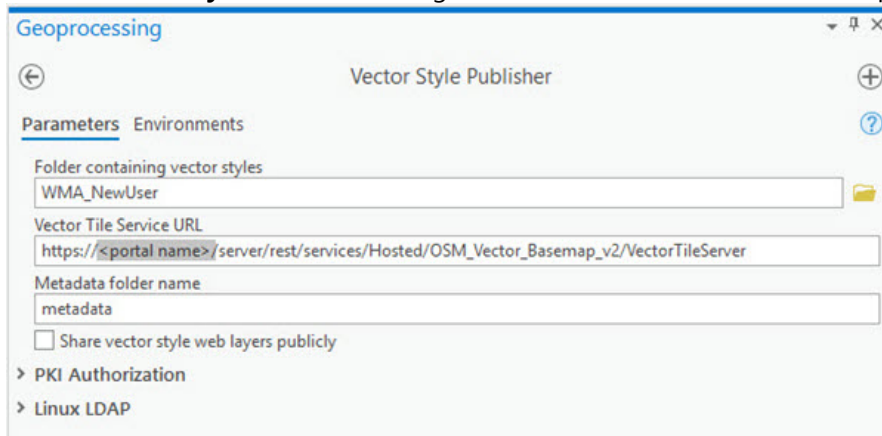 Geoprocessing
Vector Style Publisher
Parameters Environments
Folder containing vector styles
WMA_NewUser
Vector Tile Service URL
https://<portal name>/server/rest/services/Hosted/OSM_Vector_Basemap_v2/VectorTileServer
Metadata folder name
metadata
Share vector style web layers publicly
PKI Authorization
Linux LDAP